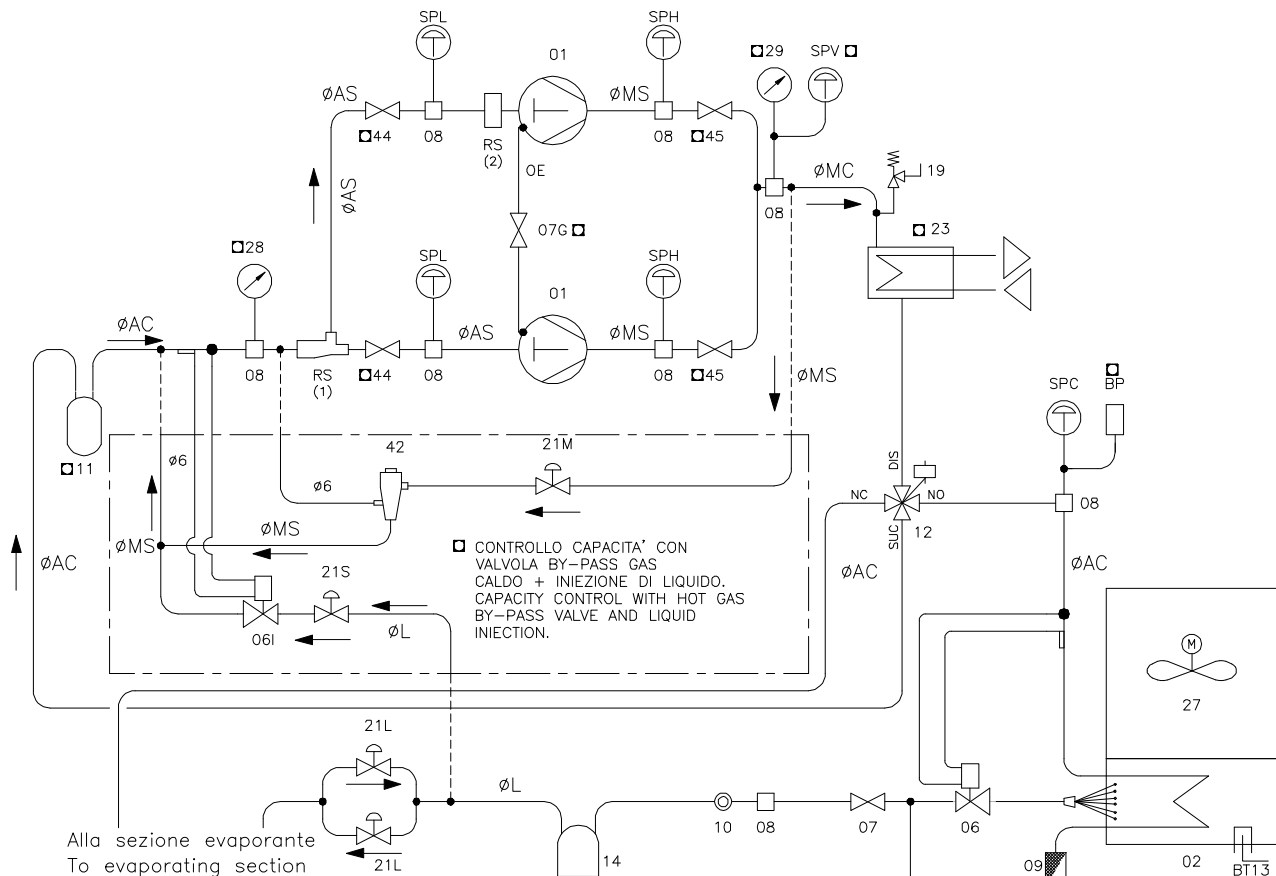 SPL
SPH
29
SPV
01
ØAS
ØMS
44
08
RS
(2)
08
45
OE
ØMC
19
08
ØAS
23
28
07G
SPL
SPH
01
ØAC
ØAS
ØMS
08
RS
(1)
44
08
08
45
ØMS
SPC
BP
11
Ø6
42
21M
Ø6
DIS
NC
NO
12
SUC
08
ØMS
ØMS
ØAC
ØAC
ØAC
CONTROLLO CAPACITA' CON
VALVOLA BY-PASS GAS
CALDO + INIEZIONE DI LIQUIDO.
CAPACITY CONTROL WITH HOT GAS
BY-PASS VALVE AND LIQUID
INIECTION.
21S
06I
ØL
M
27
21L
ØL
21L
14
10
08
07
06
09
02
BT13
Alla sezione evaporante
To evaporating section